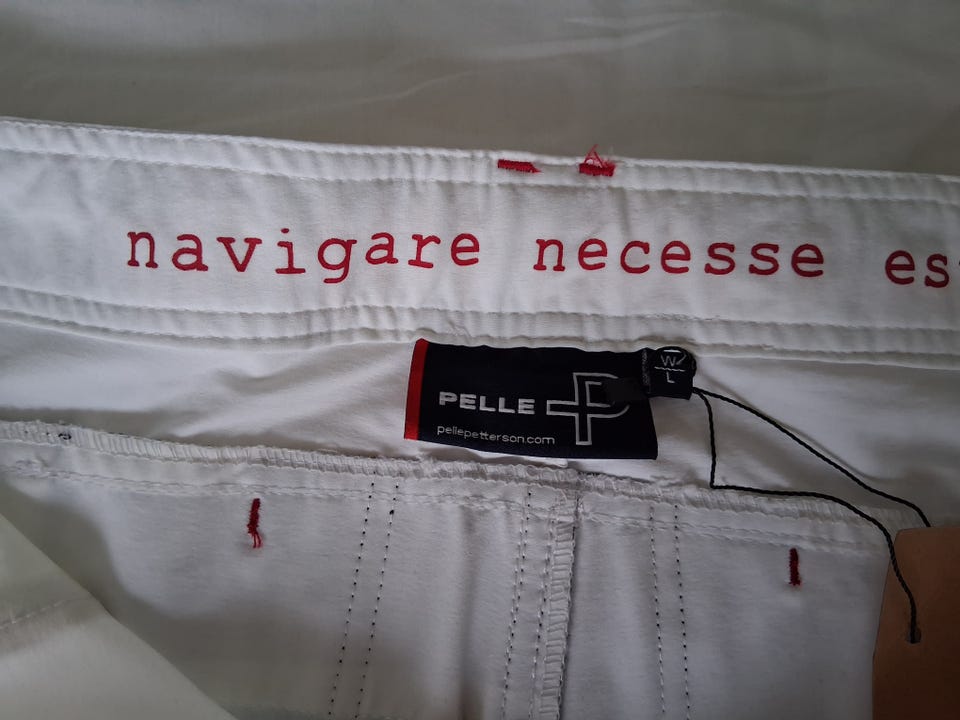 navigare necesse es
PELLE P
pellepetterson.com
W
L